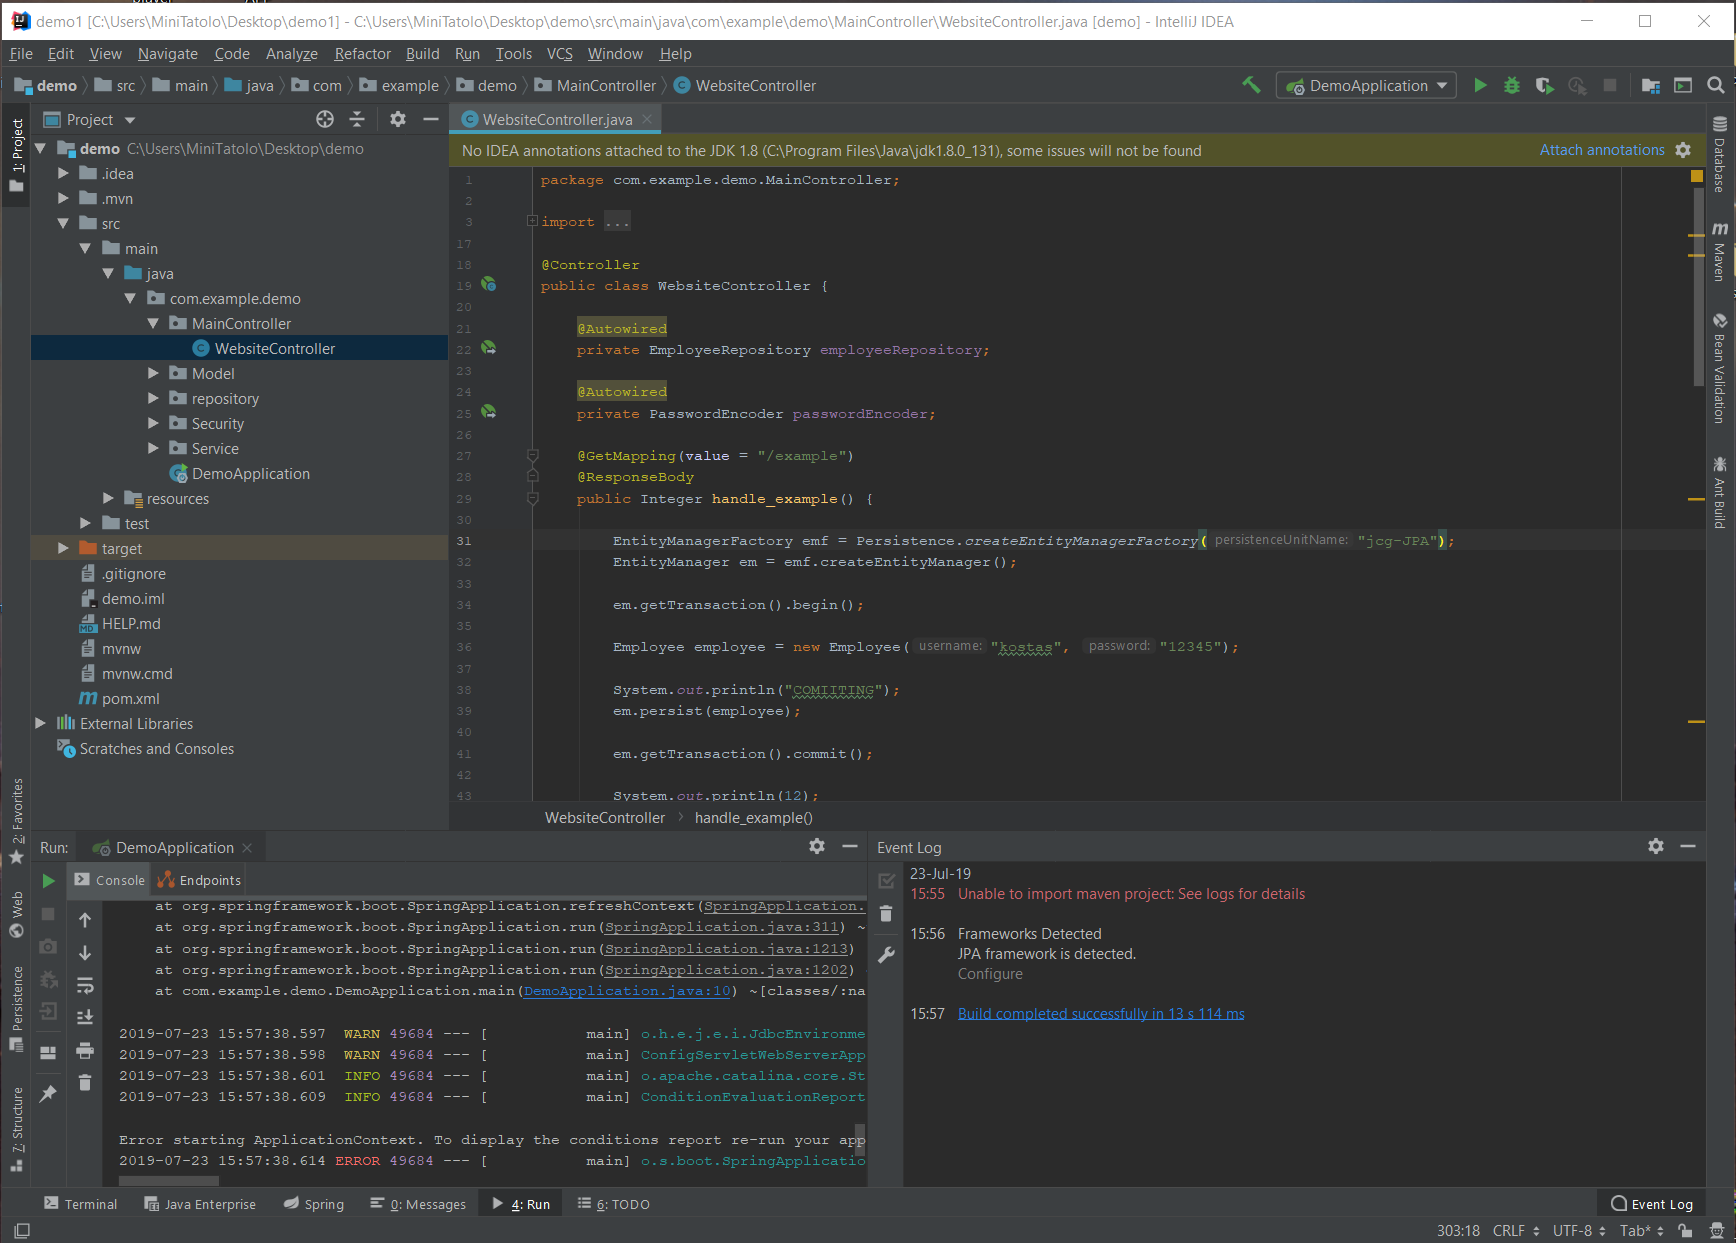 demo1 [C:\Users\MiniTatolo\Desktop\demo1] - C:\Users\MiniTatolo\Desktop\demo\src\main\java\com\example\demo\MainController\WebsiteController.java [demo] - IntelliJ IDEA
File Edit View Navigate Code Analyze Refactor Build Run Tools VCS Window Help
demo src main java com example demo MainController WebsiteController DemoApplication
Project
WebsiteController.java
No IDEA annotations attached to the JDK 1.8 (C:\Program Files\Java\jdk1.8.0_131), some issues will not be found Attach annotations
1: Project
demo C:\Users\MiniTatolo\Desktop\demo
.idea
.mvn
src
main
java
com.example.demo
MainController
WebsiteController
Model
repository
Security
Service
DemoApplication
resources
test
target
.gitignore
demo.iml
HELP.md
mvnw
mvnw.cmd
pom.xml
External Libraries
Scratches and Consoles
1 package com.example.demo.MainController;
2
3 import ...
17
18 @Controller
19 public class WebsiteController {
20
21 @Autowired
22 private EmployeeRepository employeeRepository;
23
24 @Autowired
25 private PasswordEncoder passwordEncoder;
26
27 @GetMapping(value = "/example")
28 @ResponseBody
29 public Integer handle_example() {
30
31 EntityManagerFactory emf = Persistence.createEntityManagerFactory( persistenceUnitName: "jcg-JPA");
32 EntityManager em = emf.createEntityManager();
33
34 em.getTransaction().begin();
35
36 Employee employee = new Employee( username: "kostas", password: "12345");
37
38 System.out.println("COMIITING");
39 em.persist(employee);
40
41 em.getTransaction().commit();
42
43 System.out.println(12);
WebsiteController handle_example()
Database
Maven
Bean Validation
Ant Build
2: Favorites
Web
Persistence
7: Structure
Run: DemoApplication
Console Endpoints
at org.springframework.boot.SpringApplication.refreshContext(SpringApplication.
at org.springframework.boot.SpringApplication.run(SpringApplication.java:311) ~
at org.springframework.boot.SpringApplication.run(SpringApplication.java:1213)
at org.springframework.boot.SpringApplication.run(SpringApplication.java:1202)
at com.example.demo.DemoApplication.main(DemoApplication.java:10) ~[classes/:na
2019-07-23 15:57:38.597 WARN 49684 --- [ main] o.h.e.j.e.i.JdbcEnvironme
2019-07-23 15:57:38.598 WARN 49684 --- [ main] ConfigServletWebServerApp
2019-07-23 15:57:38.601 INFO 49684 --- [ main] o.apache.catalina.core.St
2019-07-23 15:57:38.609 INFO 49684 --- [ main] ConditionEvaluationReport
Error starting ApplicationContext. To display the conditions report re-run your app
2019-07-23 15:57:38.614 ERROR 49684 --- [ main] o.s.boot.SpringApplicatio
Event Log
23-Jul-19
15:55 Unable to import maven project: See logs for details
15:56 Frameworks Detected
JPA framework is detected.
Configure
15:57 Build completed successfully in 13 s 114 ms
Terminal Java Enterprise Spring 0: Messages 4: Run 6: TODO Event Log
303:18 CRLF UTF-8 Tab*